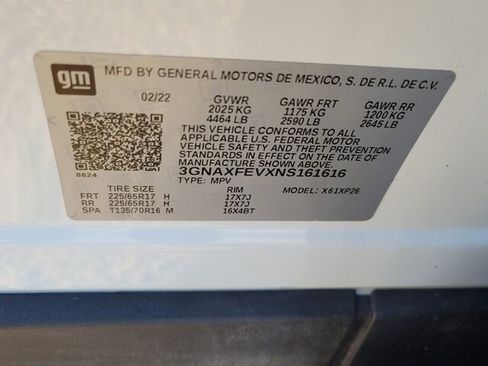 gm
MFD BY GENERAL MOTORS DE MEXICO, S. DE R.L. DE C.V.
02/22 GVWR GAWR FRT GAWR RR
2025 KG 1175 KG 1200 KG
4464 LB 2590 LB 2645 LB
THIS VEHICLE CONFORMS TO ALL
APPLICABLE U.S. FEDERAL MOTOR
VEHICLE SAFETY AND THEFT
PREVENTION STANDARDS IN EFFECT
ON THE DATE OF
MANUFACTURE SHOWN ABOVE.
8624 3GNAXFEVXNS161616
TYPE: MPV
TIRE SIZE RIM MODEL: X61XP26
FRT 225/65R17 H 17X7J
RR 225/65R17 H 17X7J
SPA T135/70R16 M 16X4BT